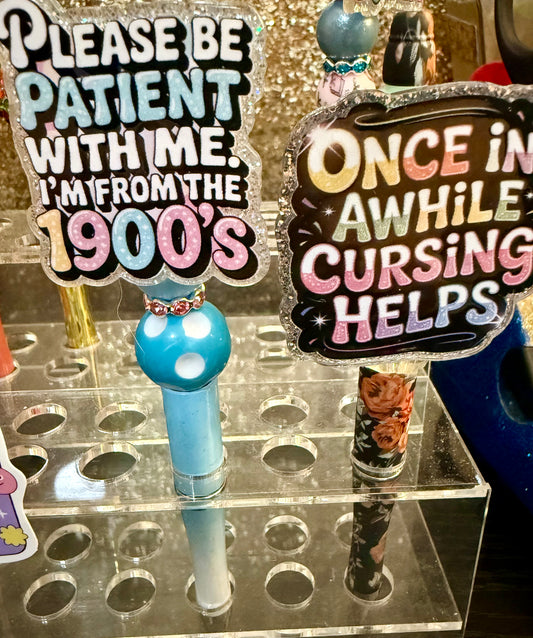 PLEASE BE
PATIENT
WITH ME.
I'M FROM THE
1900's
ONCE iN
AWHiLE
CURSiNG
HELPS